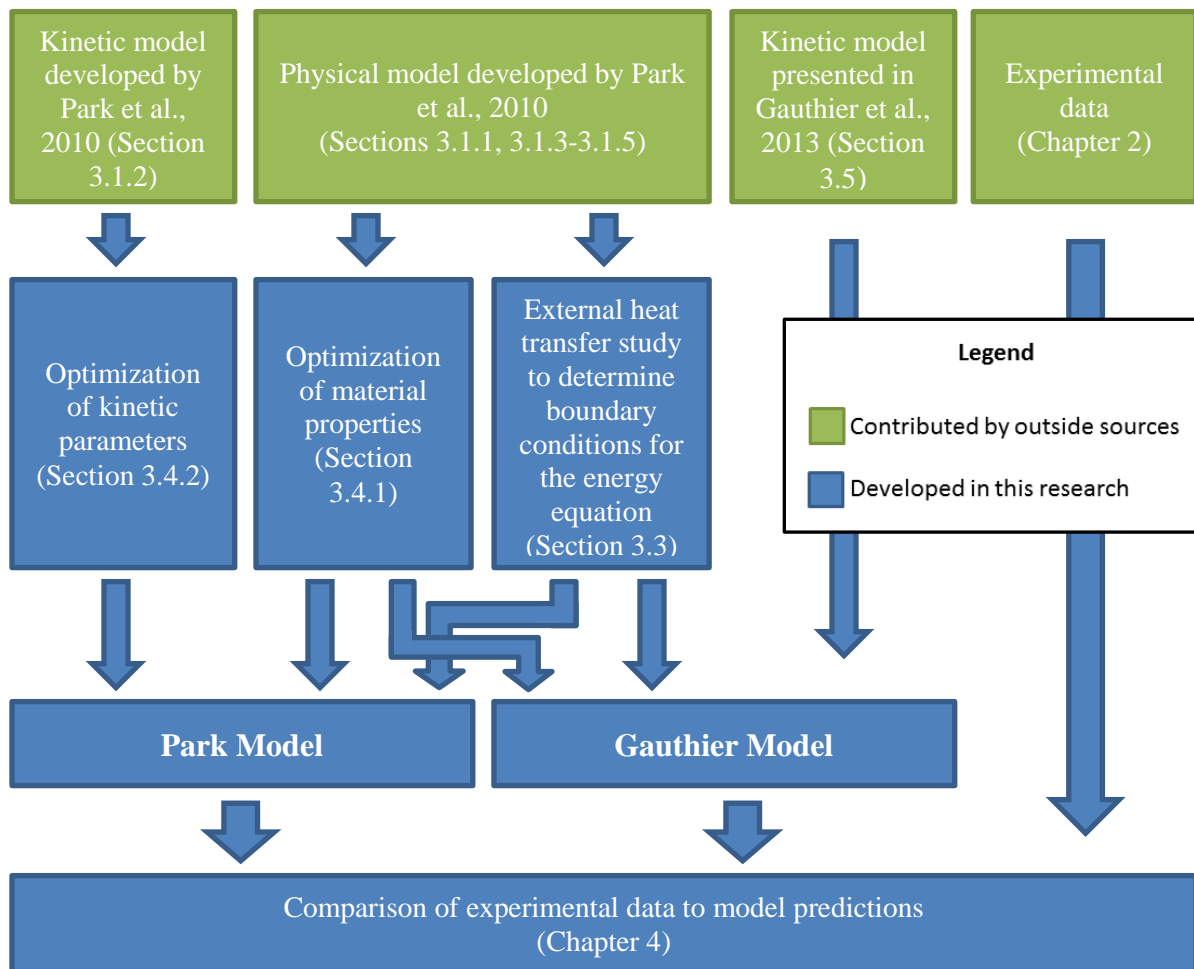 Kinetic model
developed by
Park et al.,
2010 (Section
3.1.2)
Physical model developed by Park
et al., 2010
(Sections 3.1.1, 3.1.3-3.1.5)
Kinetic model
presented in
Gauthier et al.,
2013 (Section
3.5)
Experimental
data
(Chapter 2)
Optimization
of kinetic
parameters
(Section 3.4.2)
Optimization
of material
properties
(Section
3.4.1)
External heat
transfer study
to determine
boundary
conditions for
the energy
equation
(Section 3.3)
Legend
Contributed by outside sources
Developed in this research
Park Model
Gauthier Model
Comparison of experimental data to model predictions
(Chapter 4)